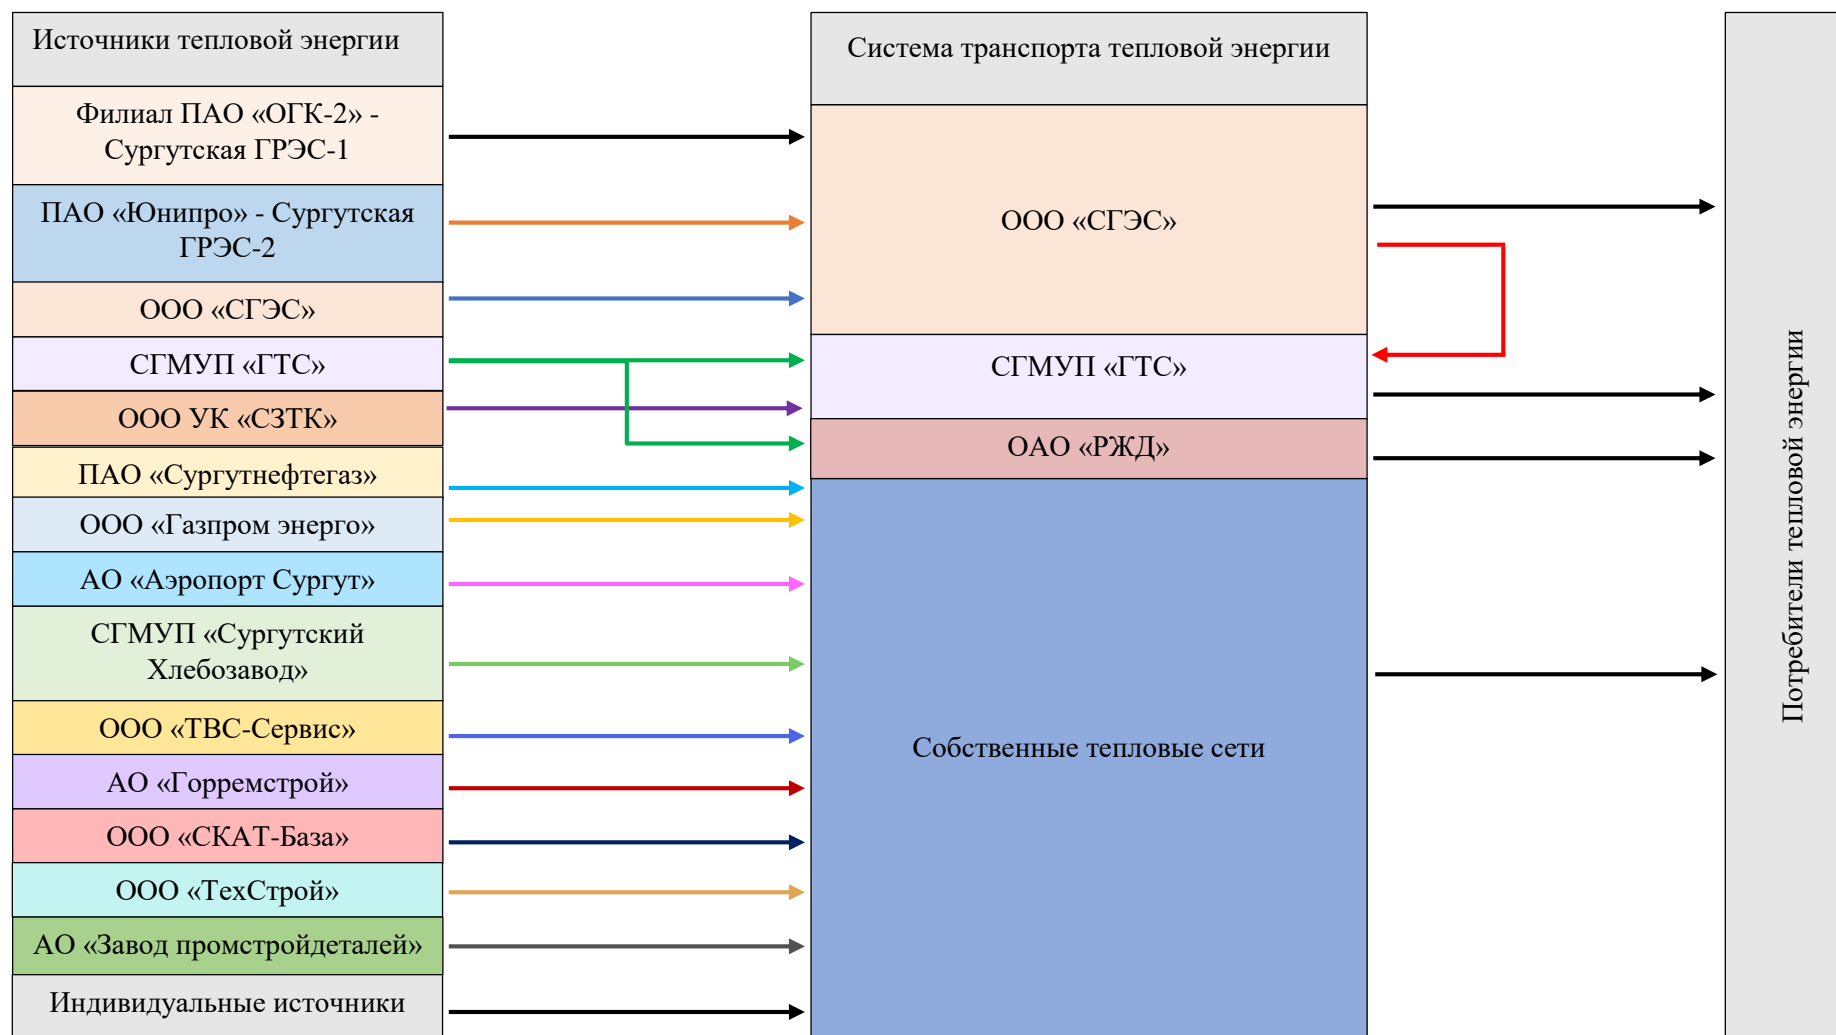 Источники тепловой энергии
Филиал ПАО «ОГК-2» -
Сургутская ГРЭС-1
ПАО «Юнипро» - Сургутская
ГРЭС-2
ООО «СГЭС»
СГМУП «ГТС»
ООО УК «СЗТК»
ПАО «Сургутнефтегаз»
ООО «Газпром энерго»
АО «Аэропорт Сургут»
СГМУП «Сургутский
Хлебозавод»
ООО «ТВС-Сервис»
АО «Горремстрой»
ООО «СКАТ-База»
ООО «ТехСтрой»
АО «Завод промстройдеталей»
Индивидуальные источники
Система транспорта тепловой энергии
ООО «СГЭС»
СГМУП «ГТС»
ОАО «РЖД»
Собственные тепловые сети
Потребители тепловой энергии